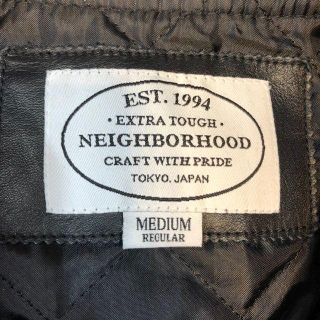 EST. 1994
· EXTRA TOUGH ·
NEIGHBORHOOD
CRAFT WITH PRIDE
TOKYO. JAPAN
MEDIUM
REGULAR